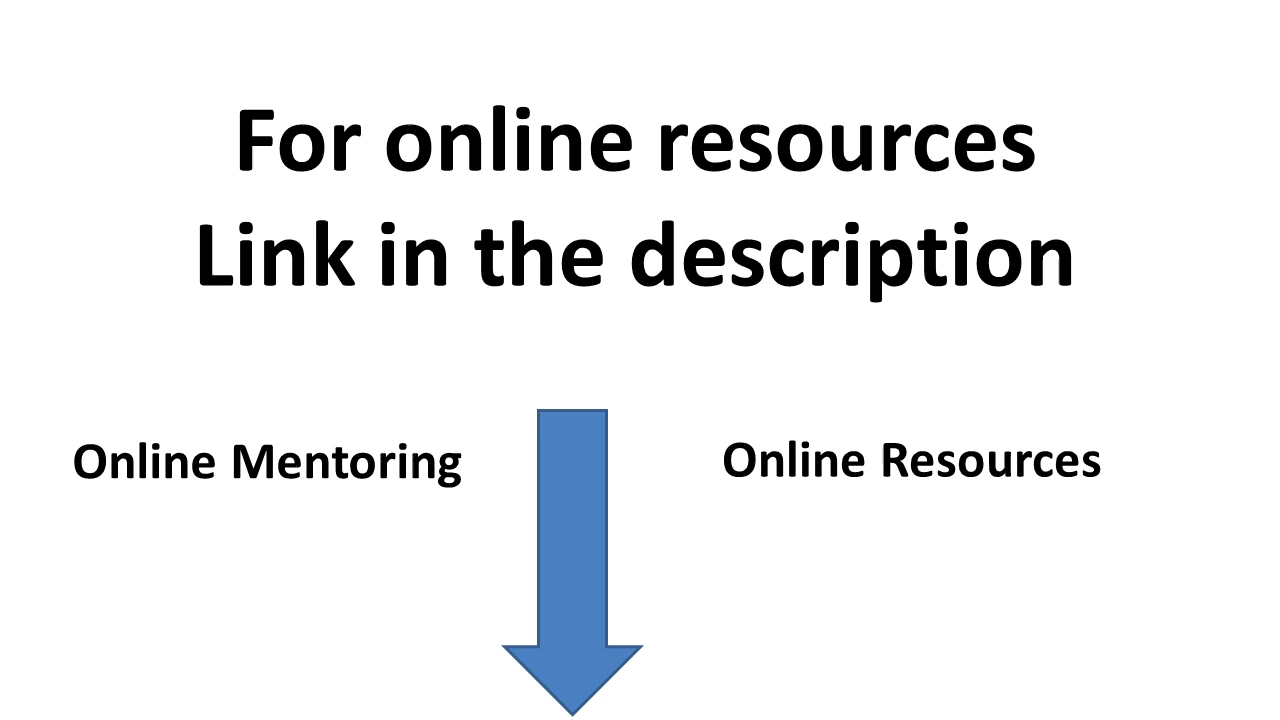 For online resources
Link in the description
Online Mentoring
Online Resources